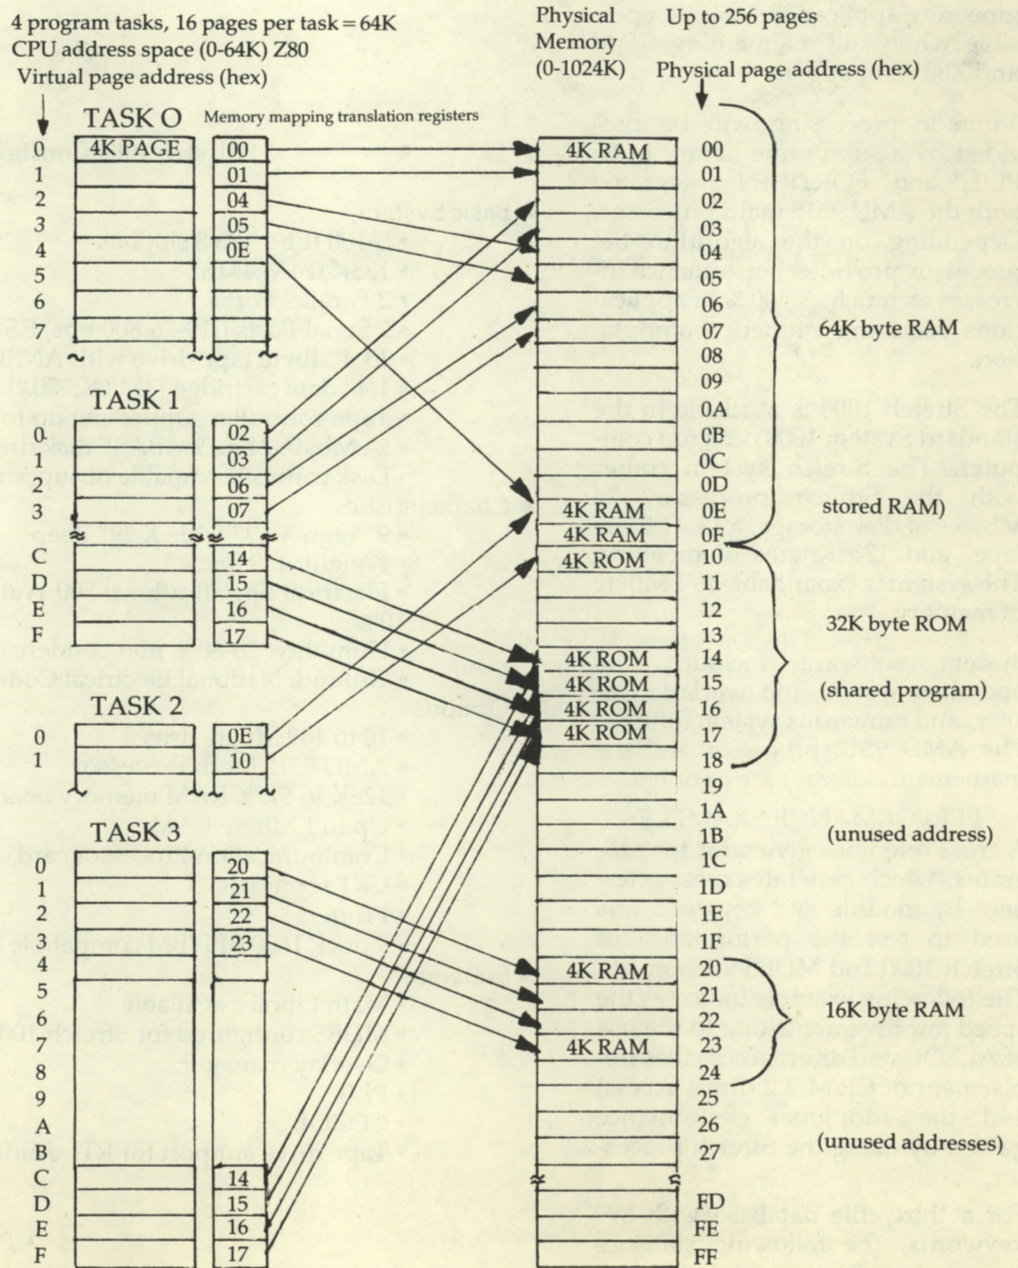 4 program tasks, 16 pages per task = 64K
CPU address space (0-64K) Z80
Virtual page address (hex)
Physical
Memory
(0-1024K)
Up to 256 pages
Physical page address (hex)
TASK O
Memory mapping translation registers
0 4K PAGE 00
1 01
2 04
3 05
4 0E
5
6
7
TASK 1
0 02
1 03
2 06
3 07
C 14
D 15
E 16
F 17
TASK 2
0 0E
1 10
TASK 3
0 20
1 21
2 22
3 23
4
5
6
7
8
9
A
B
C 14
D 15
E 16
F 17
4K RAM 00
01
02
03
04
05
06
07
08
09
0A
0B
0C
0D
4K RAM 0E
4K RAM 0F
4K ROM 10
11
12
13
4K ROM 14
4K ROM 15
4K ROM 16
4K ROM 17
18
19
1A
1B
1C
1D
1E
1F
4K RAM 20
21
22
4K RAM 23
24
25
26
27
FD
FE
FF
64K byte RAM
stored RAM)
32K byte ROM
(shared program)
(unused address)
16K byte RAM
(unused addresses)